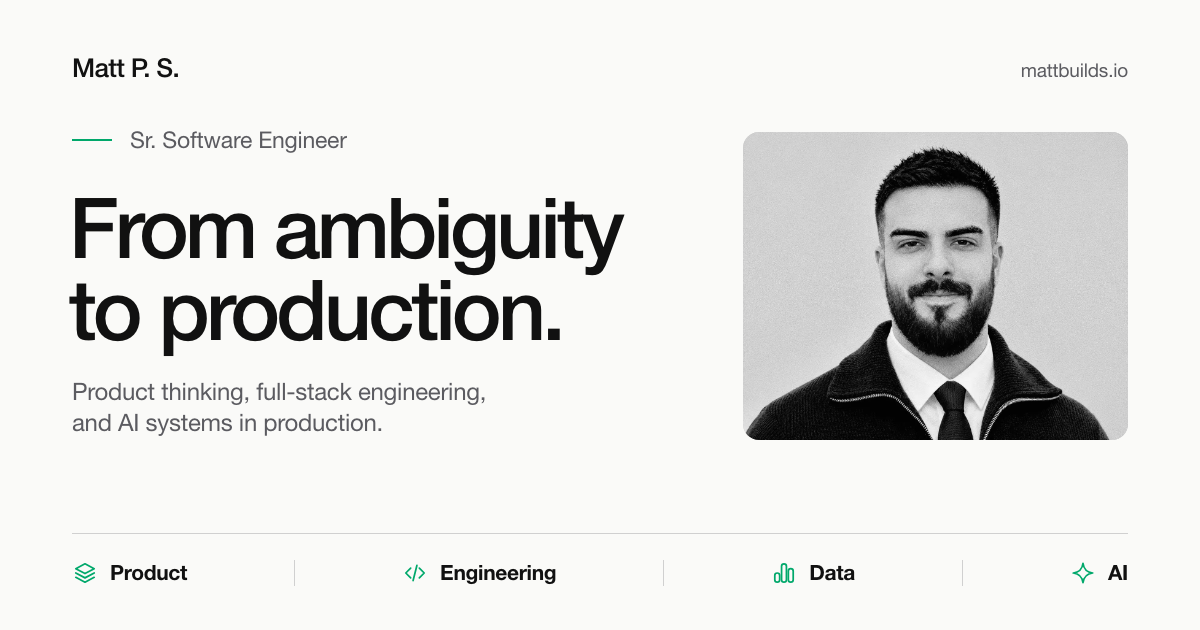 Matt P. S.
mattbuilds.io
Sr. Software Engineer
From ambiguity
to production.
Product thinking, full-stack engineering,
and AI systems in production.
Product
Engineering
Data
AI